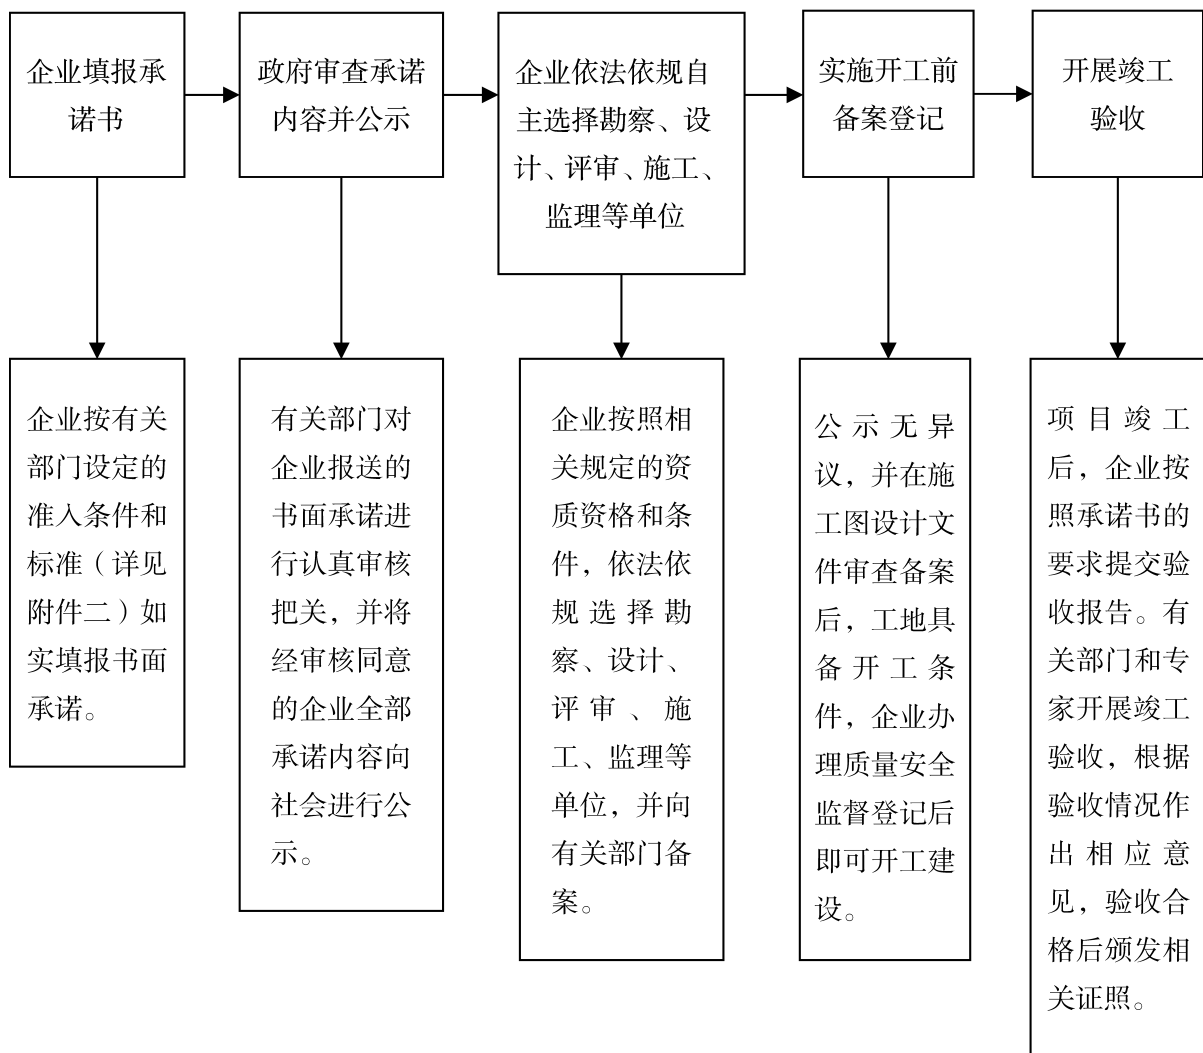 企业填报承
诺书
政府审查承诺
内容并公示
企业依法依规自
主选择勘察、设
计、评审、施工、
监理等单位
实施开工前
备案登记
开展竣工
验收
企业按有关
部门设定的
准入条件和
标准（详见
附件二）如
实填报书面
承诺。
有关部门对
企业报送的
书面承诺进
行认真审核
把关，并将
经审核同意
的企业全部
承诺内容向
社会进行公
示。
企业按照相
关规定的资
质资格和条
件，依法依
规选择勘
察、设计、
评审、施
工、监理等
单位，并向
有关部门备
案。
公示无异
议，并在施
工图设计文
件审查备案
后，工地具
备开工条
件，企业办
理质量安全
监督登记后
即可开工建
设。
项目竣工
后，企业按
照承诺书的
要求提交验
收报告。有
关部门和专
家开展竣工
验收，根据
验收情况作
出相应意
见，验收合
格后颁发相
关证照。